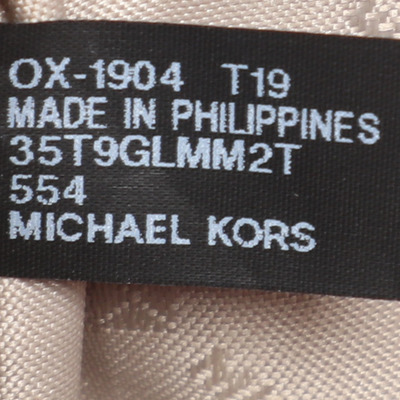 OX-1904 T19
MADE IN PHILIPPINES
35T9GLMM2T
554
MICHAEL KORS